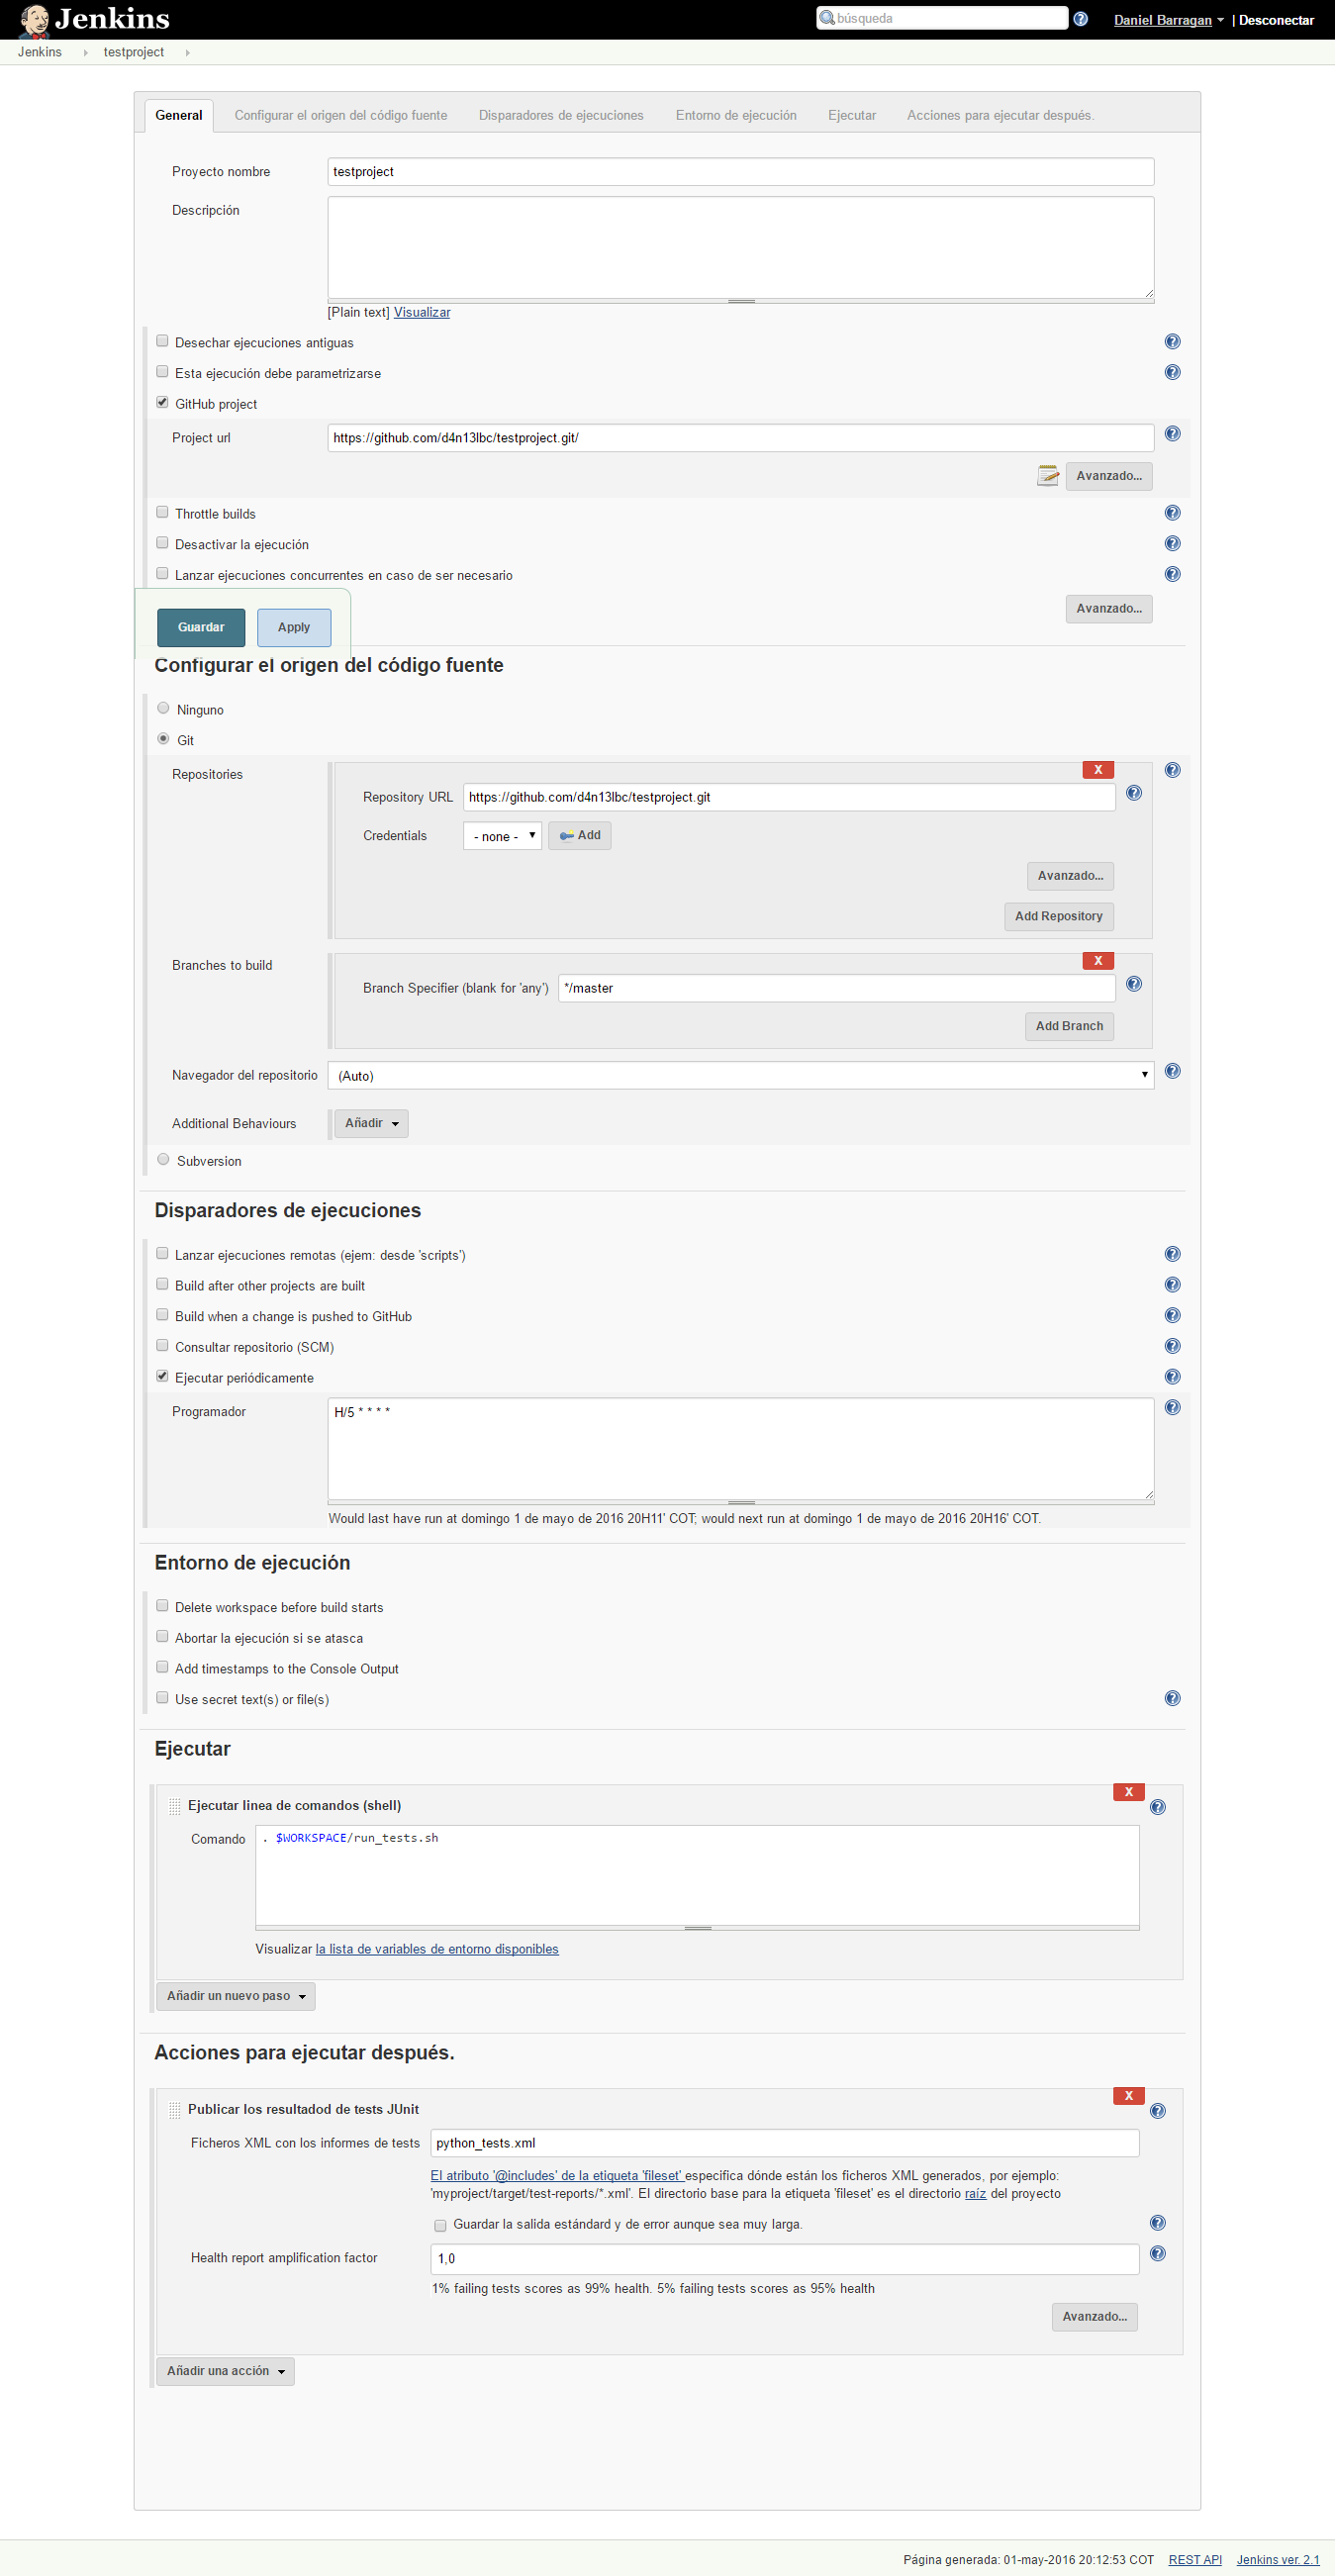 Jenkins
búsqueda
Daniel Barragan | Desconectar
Jenkins testproject
General Configurar el origen del código fuente Disparadores de ejecuciones Entorno de ejecución Ejecutar Acciones para ejecutar después.
Proyecto nombre testproject
Descripción
[Plain text] Visualizar
Desechar ejecuciones antiguas
Esta ejecución debe parametrizarse
GitHub project
Project url https://github.com/d4n13lbc/testproject.git/
Avanzado...
Throttle builds
Desactivar la ejecución
Lanzar ejecuciones concurrentes en caso de ser necesario
Avanzado...
Guardar Apply
Configurar el origen del código fuente
Ninguno
Git
Repositories
X
Repository URL https://github.com/d4n13lbc/testproject.git
Credentials - none - Add
Avanzado...
Add Repository
Branches to build
X
Branch Specifier (blank for 'any') */master
Add Branch
Navegador del repositorio (Auto)
Additional Behaviours Añadir
Subversion
Disparadores de ejecuciones
Lanzar ejecuciones remotas (ejem: desde 'scripts')
Build after other projects are built
Build when a change is pushed to GitHub
Consultar repositorio (SCM)
Ejecutar periódicamente
Programador H/5 * * * *
Would last have run at domingo 1 de mayo de 2016 20H11' COT; would next run at domingo 1 de mayo de 2016 20H16' COT.
Entorno de ejecución
Delete workspace before build starts
Abortar la ejecución si se atasca
Add timestamps to the Console Output
Use secret text(s) or file(s)
Ejecutar
X
Ejecutar linea de comandos (shell)
Comando . $WORKSPACE/run_tests.sh
Visualizar la lista de variables de entorno disponibles
Añadir un nuevo paso
Acciones para ejecutar después.
X
Publicar los resultadod de tests JUnit
Ficheros XML con los informes de tests python_tests.xml
El atributo '@includes' de la etiqueta 'fileset' especifica dónde están los ficheros XML generados, por ejemplo:
'myproject/target/test-reports/*.xml'. El directorio base para la etiqueta 'fileset' es el directorio raíz del proyecto
Guardar la salida estándard y de error aunque sea muy larga.
Health report amplification factor 1,0
1% failing tests scores as 99% health. 5% failing tests scores as 95% health
Avanzado...
Añadir una acción
Página generada: 01-may-2016 20:12:53 COT REST API Jenkins ver. 2.1